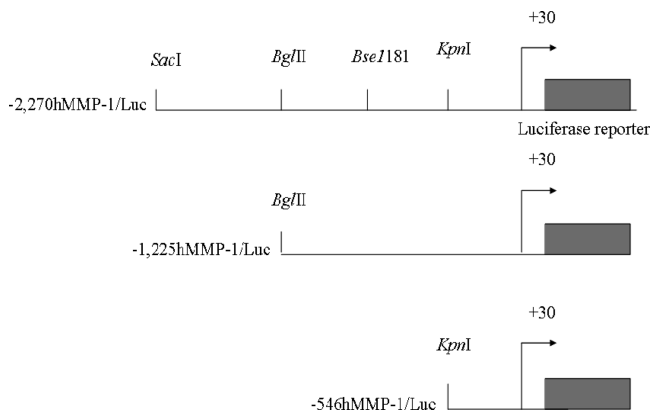 +30
SacI BglII Bse1181 KpnI
-2,270hMMP-1/Luc
Luciferase reporter
+30
BglII
-1,225hMMP-1/Luc
+30
KpnI
-546hMMP-1/Luc